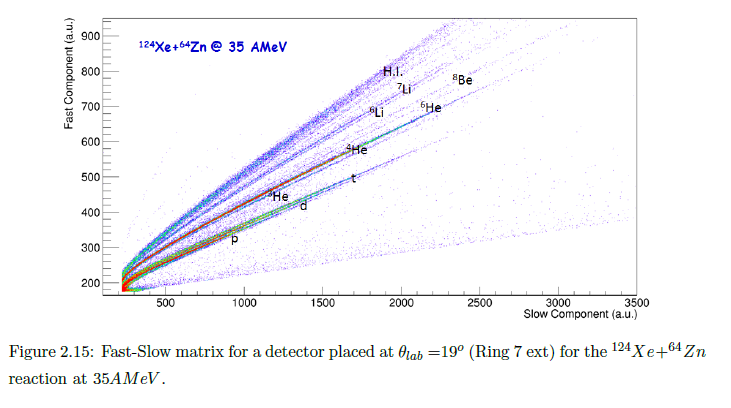 Fast Component (a.u.)
900
800
700
600
500
400
300
200
¹²⁴Xe+⁶⁴Zn @ 35 AMeV
H.I.
⁷Li
⁸Be
⁶Li
⁶He
⁴He
t
³He
d
p
500
1000
1500
2000
2500
3000
3500
Slow Component (a.u.)
Figure 2.15: Fast-Slow matrix for a detector placed at θlab =19º (Ring 7 ext) for the ¹²⁴Xe+⁶⁴Zn
reaction at 35AMeV.